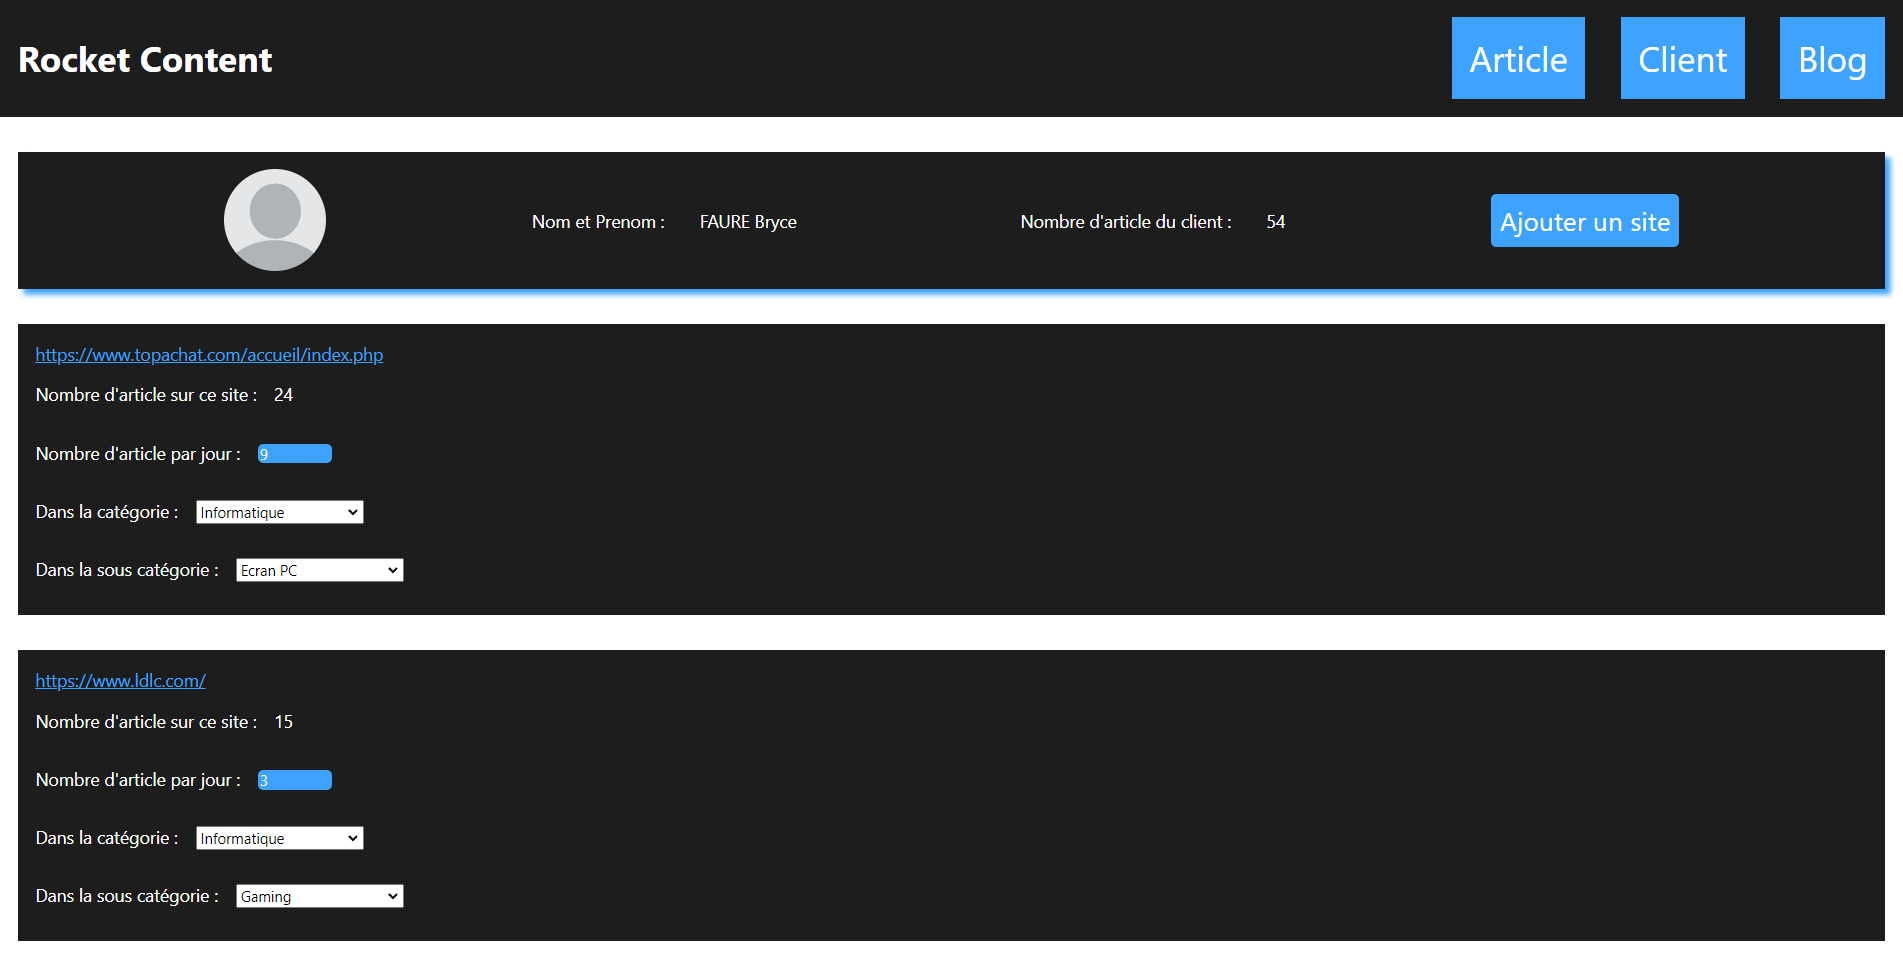 Rocket Content Article Client Blog
Nom et Prenom : FAURE Bryce Nombre d'article du client : 54 Ajouter un site
https://www.topachat.com/accueil/index.php
Nombre d'article sur ce site : 24
Nombre d'article par jour : 9
Dans la catégorie : Informatique
Dans la sous catégorie : Ecran PC
https://www.ldlc.com/
Nombre d'article sur ce site : 15
Nombre d'article par jour : 3
Dans la catégorie : Informatique
Dans la sous catégorie : Gaming